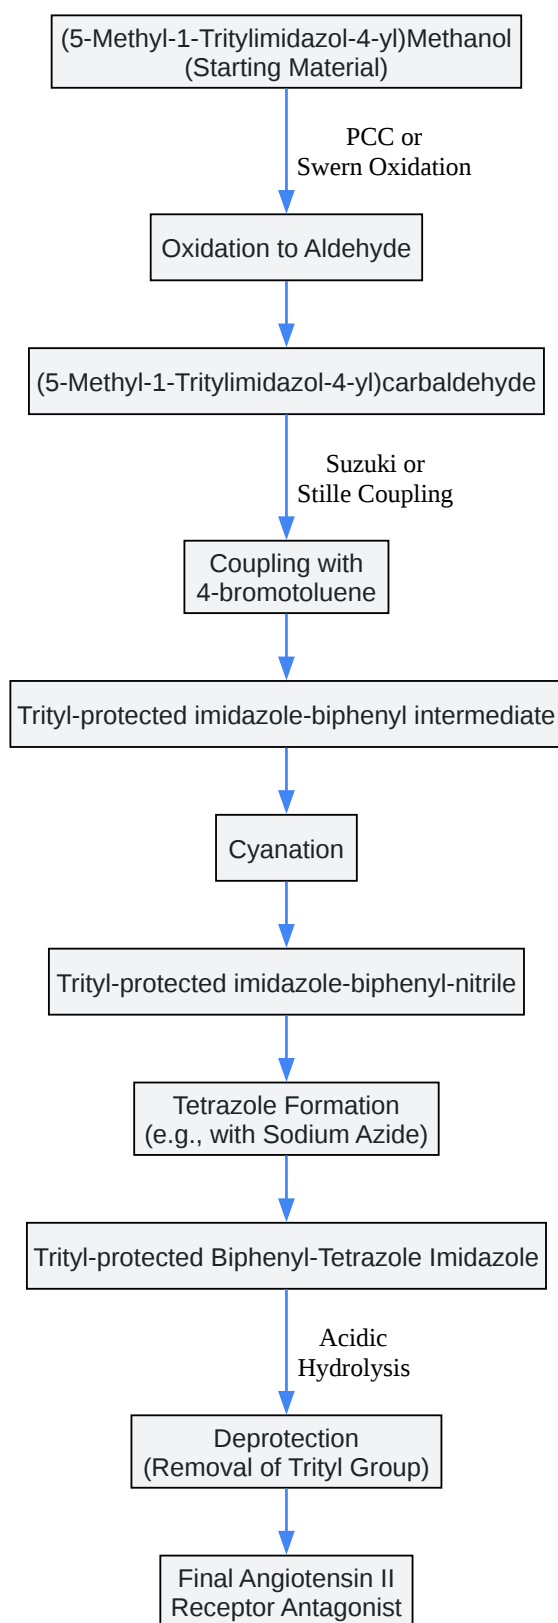 (5-Methyl-1-Tritylimidazol-4-yl)Methanol
(Starting Material)
PCC or
Swern Oxidation
Oxidation to Aldehyde
(5-Methyl-1-Tritylimidazol-4-yl)carbaldehyde
Suzuki or
Stille Coupling
Coupling with
4-bromotoluene
Trityl-protected imidazole-biphenyl intermediate
Cyanation
Trityl-protected imidazole-biphenyl-nitrile
Tetrazole Formation
(e.g., with Sodium Azide)
Trityl-protected Biphenyl-Tetrazole Imidazole
Acidic
Hydrolysis
Deprotection
(Removal of Trityl Group)
Final Angiotensin II
Receptor Antagonist